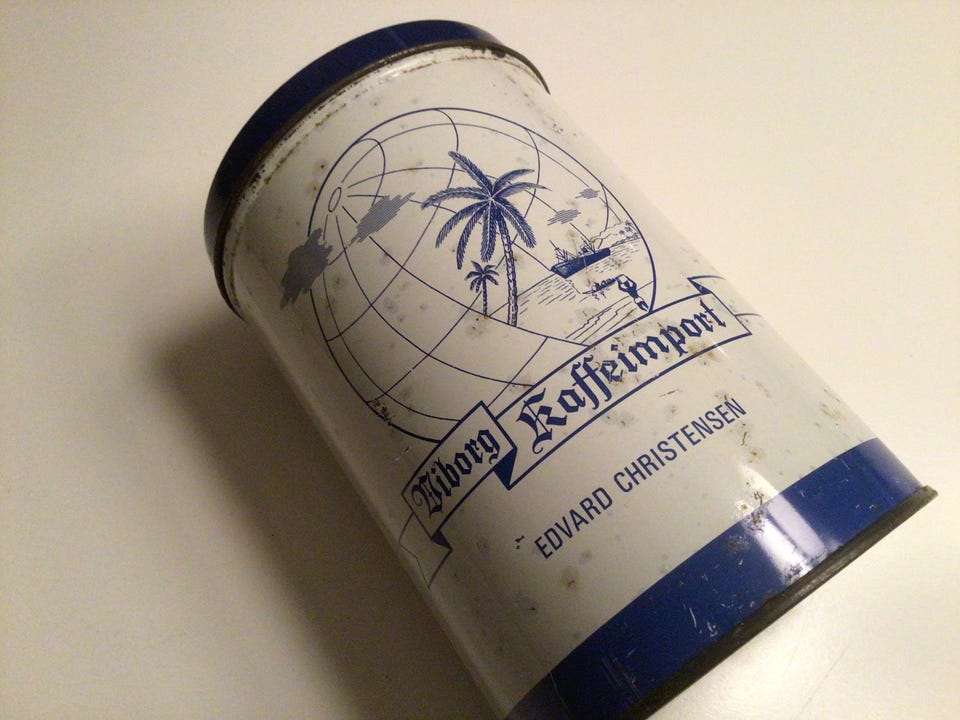 Viborg Kaffeimport
EDVARD CHRISTENSEN